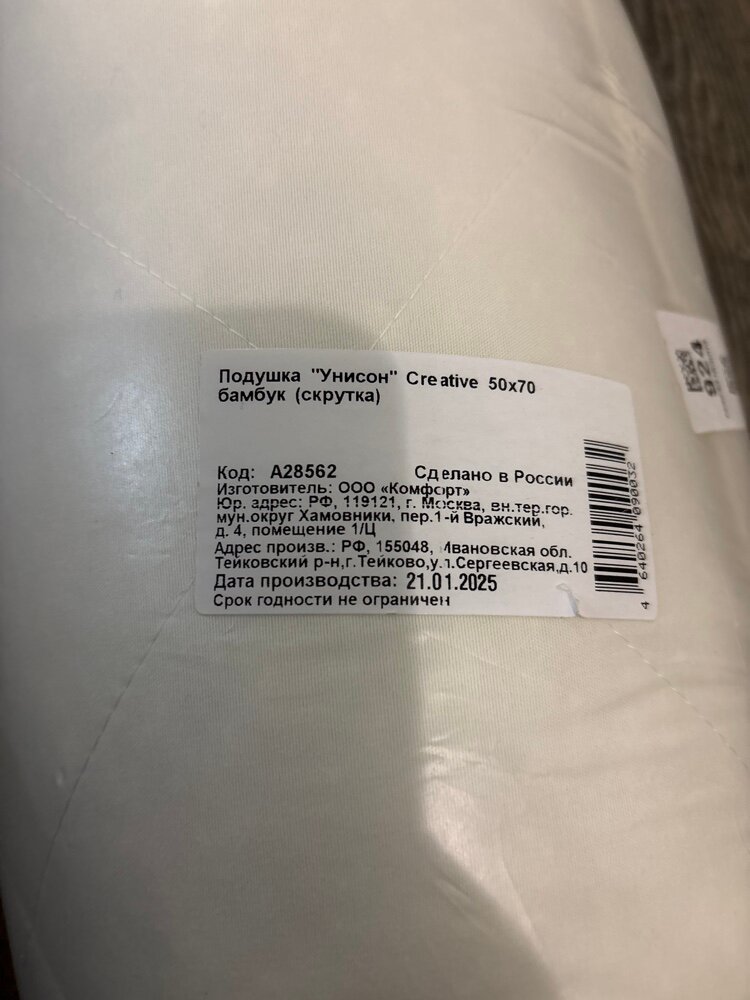 Подушка "Унисон" Creative 50x70
бамбук (скрутка)
Код: А28562
Сделано в России
Изготовитель: ООО «Комфорт»
Юр. адрес: РФ, 119121, г. Москва, вн.тер.гор.
мун.округ Хамовники, пер.1-й Вражский,
д. 4, помещение 1/Ц
Адрес произв.: РФ, 155048, Ивановская обл.
Тейковский р-н,г.Тейково,ул.Сергеевская,д.10
Дата производства: 21.01.2025
Срок годности не ограничен
4 640264 090032
924